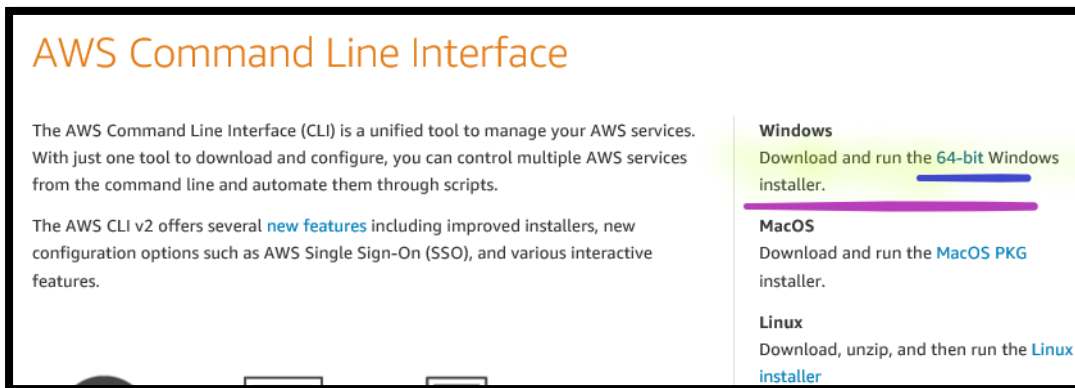 AWS Command Line Interface
The AWS Command Line Interface (CLI) is a unified tool to manage your AWS services.
With just one tool to download and configure, you can control multiple AWS services
from the command line and automate them through scripts.
The AWS CLI v2 offers several new features including improved installers, new
configuration options such as AWS Single Sign-On (SSO), and various interactive
features.
Windows
Download and run the 64-bit Windows
installer.
MacOS
Download and run the MacOS PKG
installer.
Linux
Download, unzip, and then run the Linux
installer